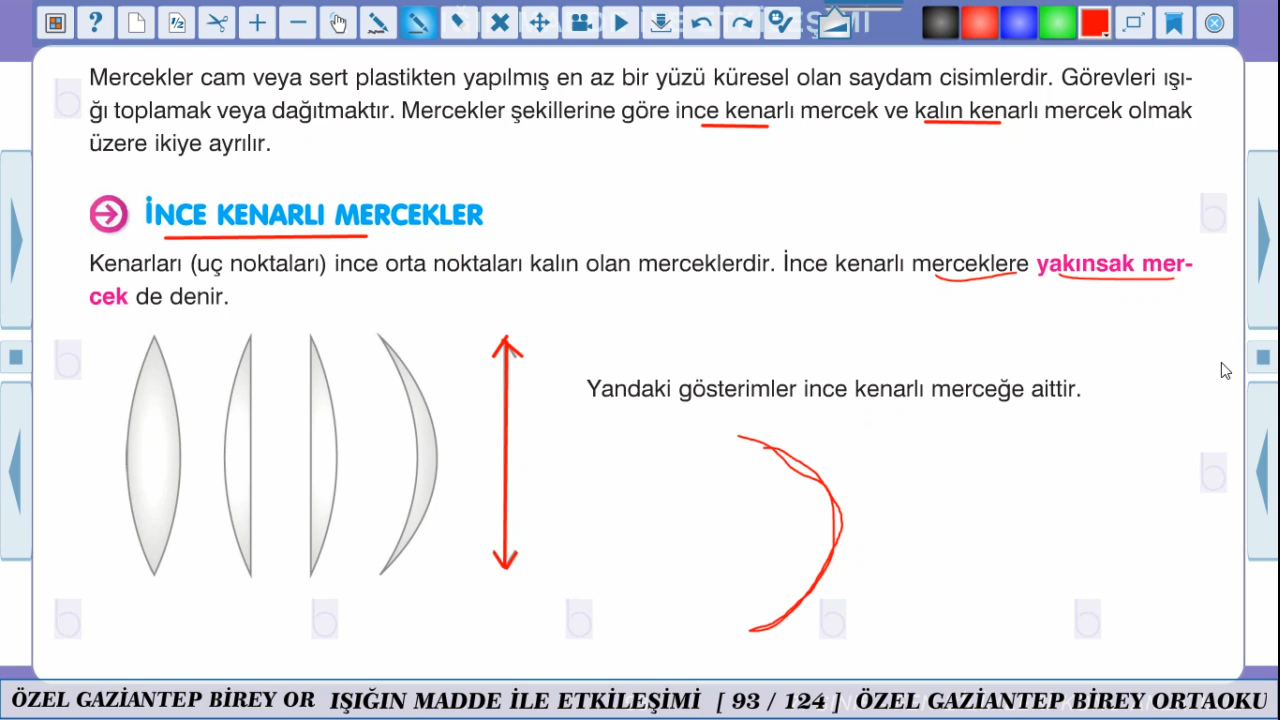 Mercekler cam veya sert plastikten yapılmış en az bir yüzü küresel olan saydam cisimlerdir. Görevleri ışı-
ğı toplamak veya dağıtmaktır. Mercekler şekillerine göre ince kenarlı mercek ve kalın kenarlı mercek olmak
üzere ikiye ayrılır.
İNCE KENARLI MERCEKLER
Kenarları (uç noktaları) ince orta noktaları kalın olan merceklerdir. İnce kenarlı merceklere yakınsak mer-
cek de denir.
Yandaki gösterimler ince kenarlı merceğe aittir.
ÖZEL GAZİANTEP BİREY OR IŞIĞIN MADDE İLE ETKİLEŞİMİ [ 93 / 124 ] ÖZEL GAZİANTEP BİREY ORTAOKU